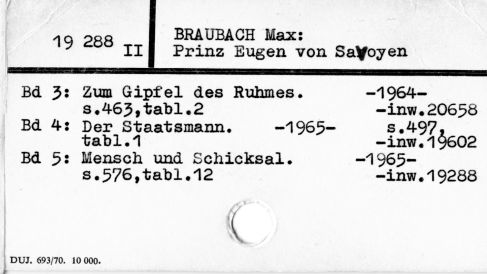 19 288 II
BRAUBACH Max:
Prinz Eugen von Savoyen
Bd 3: Zum Gipfel des Ruhmes. -1964-
s.463,tabl.2 -inw.20658
Bd 4: Der Staatsmann. -1965- s.497,
tabl.1 -inw.19602
Bd 5: Mensch und Schicksal. -1965-
s.576,tabl.12 -inw.19288
DUJ. 693/70. 10 000.